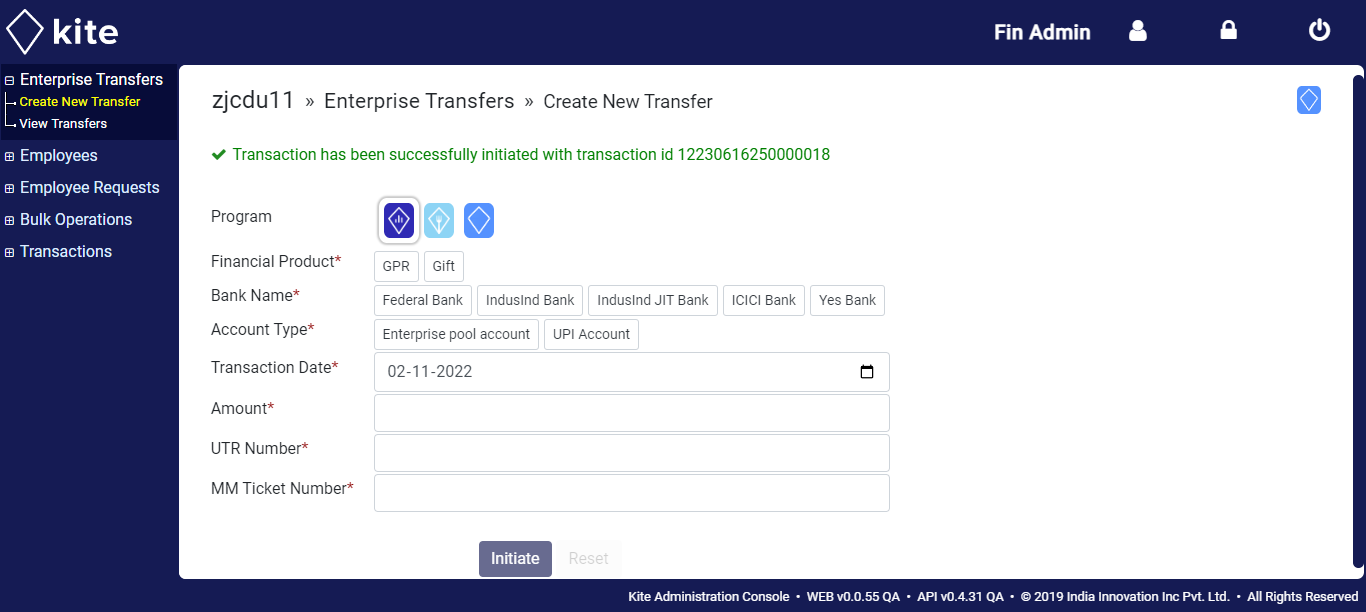 kite
Fin Admin
Enterprise Transfers
Create New Transfer
View Transfers
Employees
Employee Requests
Bulk Operations
Transactions
zjcdu11 » Enterprise Transfers » Create New Transfer
Transaction has been successfully initiated with transaction id 12230616250000018
Program
Financial Product* GPR Gift
Bank Name* Federal Bank IndusInd Bank IndusInd JIT Bank ICICI Bank Yes Bank
Account Type* Enterprise pool account UPI Account
Transaction Date* 02-11-2022
Amount*
UTR Number*
MM Ticket Number*
Initiate Reset
Kite Administration Console • WEB v0.0.55 QA • API v0.4.31 QA • © 2019 India Innovation Inc Pvt. Ltd. • All Rights Reserved